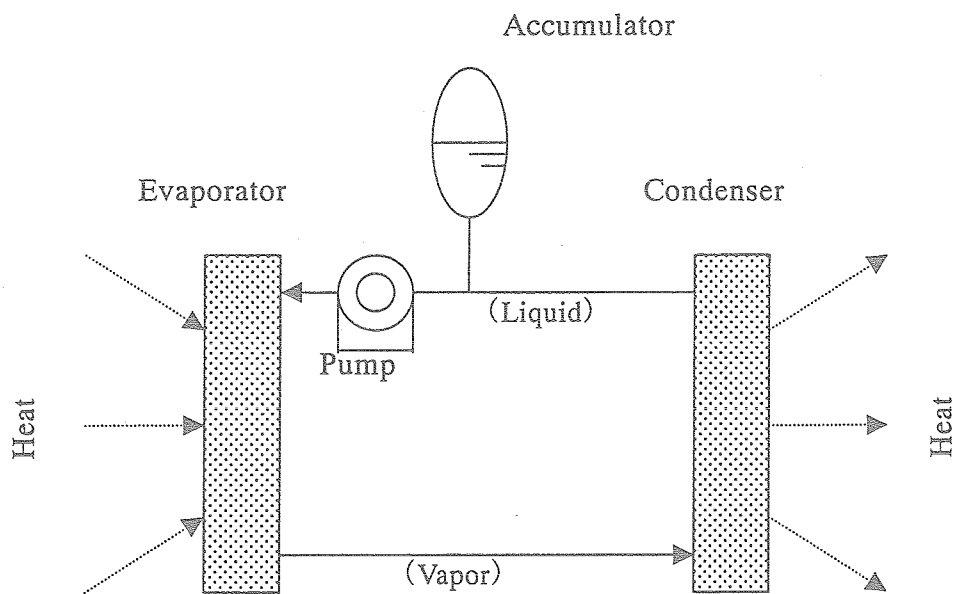 Accumulator
Evaporator
Condenser
(Liquid)
Pump
Heat
Heat
(Vapor)